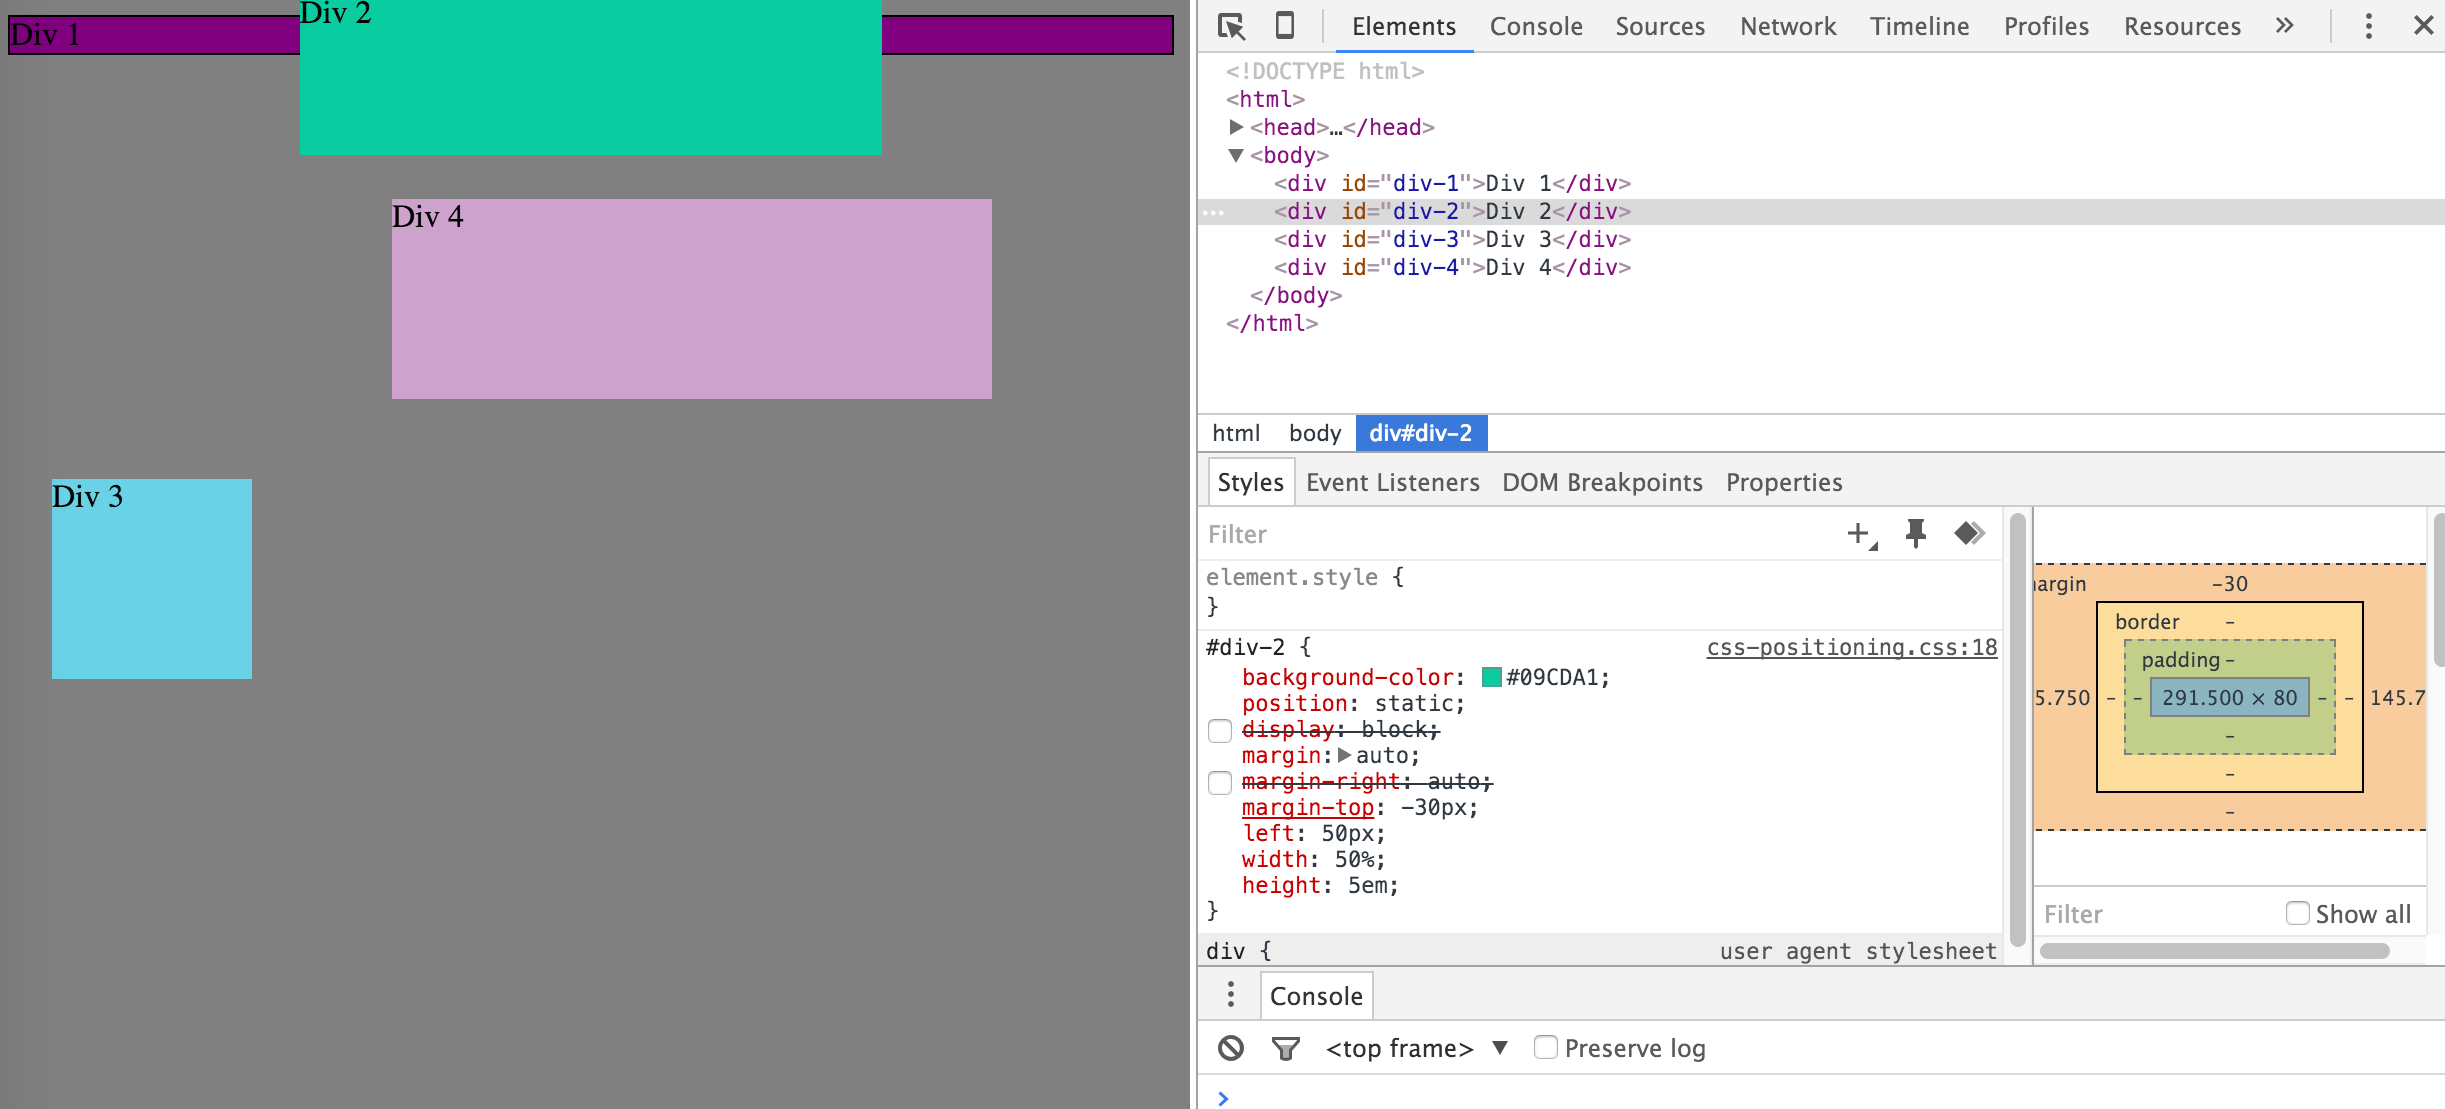 Div 1
Div 2
Div 4
Div 3
Elements Console Sources Network Timeline Profiles Resources »
<!DOCTYPE html>
<html>
<head>…</head>
<body>
<div id="div-1">Div 1</div>
<div id="div-2">Div 2</div>
<div id="div-3">Div 3</div>
<div id="div-4">Div 4</div>
</body>
</html>
html body div#div-2
Styles Event Listeners DOM Breakpoints Properties
Filter
element.style {
}
#div-2 { css-positioning.css:18
background-color: #09CDA1;
position: static;
display: block;
margin: auto;
margin-right: auto;
margin-top: -30px;
left: 50px;
width: 50%;
height: 5em;
}
div { user agent stylesheet
argin -30
border -
padding -
5.750 - - 291.500 × 80 - - 145.7
-
-
-
Filter Show all
Console
<top frame> ▼ Preserve log
>